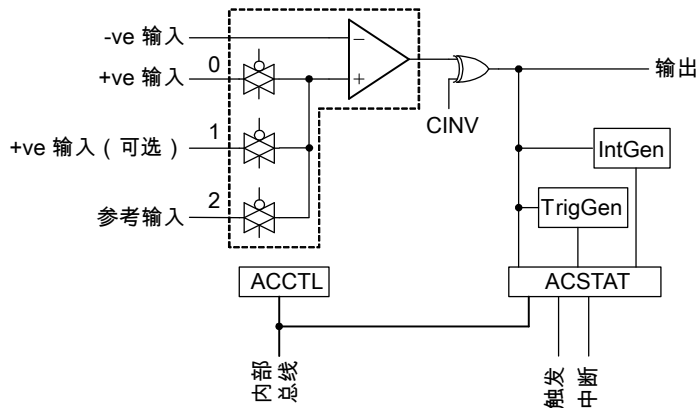 -ve 输入
+ve 输入
0
+ve 输入（可选）
1
参考输入
2
CINV
输出
IntGen
TrigGen
ACCTL
ACSTAT
内部
总线
触发
中断